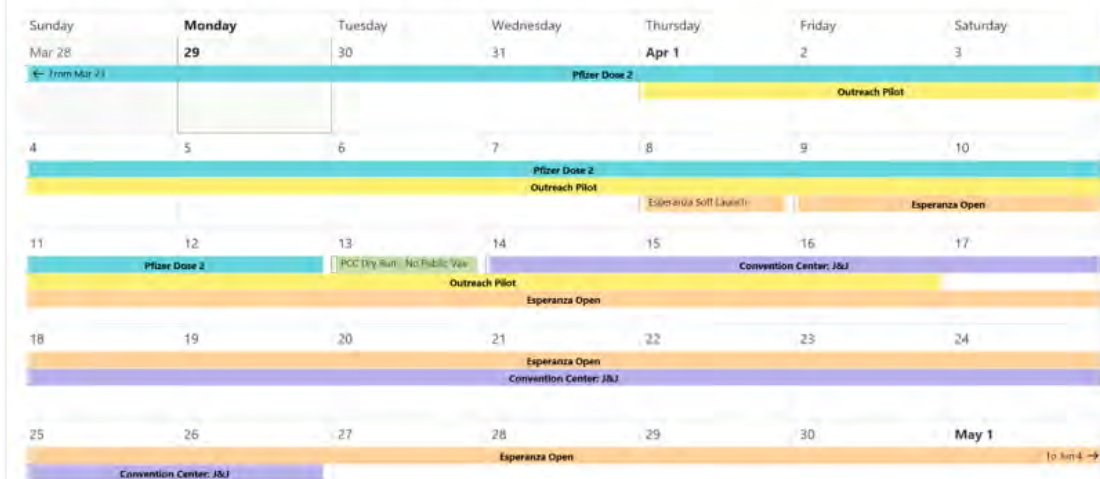 Sunday Monday Tuesday Wednesday Thursday Friday Saturday
Mar 28 29 30 31 Apr 1 2 3
← From Mar 23 Pfizer Dose 2
Outreach Pilot
4 5 6 7 8 9 10
Pfizer Dose 2
Outreach Pilot
Esperanza Soft Launch Esperanza Open
11 12 13 14 15 16 17
Pfizer Dose 2 PCC Dry Run - No Public Vax Convention Center: J&J
Outreach Pilot
Esperanza Open
18 19 20 21 22 23 24
Esperanza Open
Convention Center: J&J
25 26 27 28 29 30 May 1
Esperanza Open To Jun 4 →
Convention Center: J&J